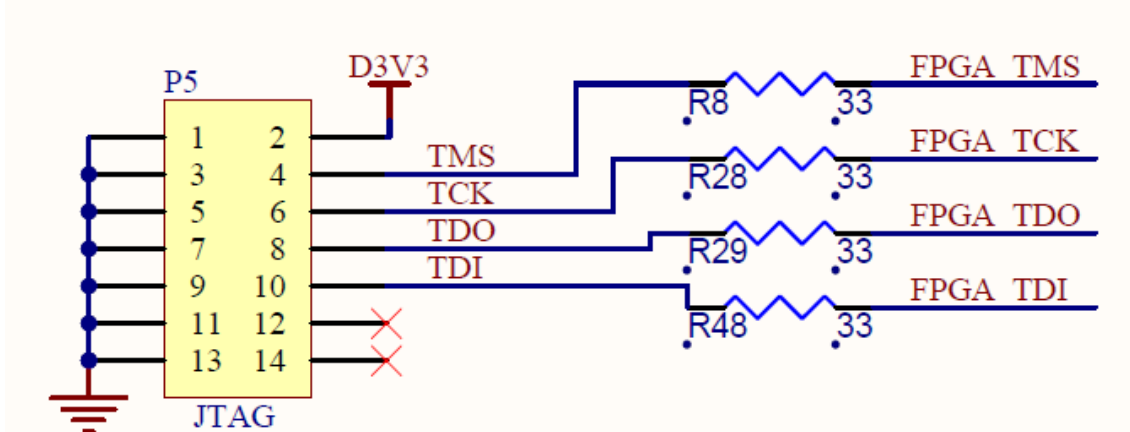 D3V3
P5
FPGA_TMS
R8 33
1 2
TMS
FPGA_TCK
3 4
R28 33
TCK
5 6
FPGA_TDO
TDO
7 8
R29 33
TDI
9 10
FPGA_TDI
11 12
R48 33
13 14
JTAG